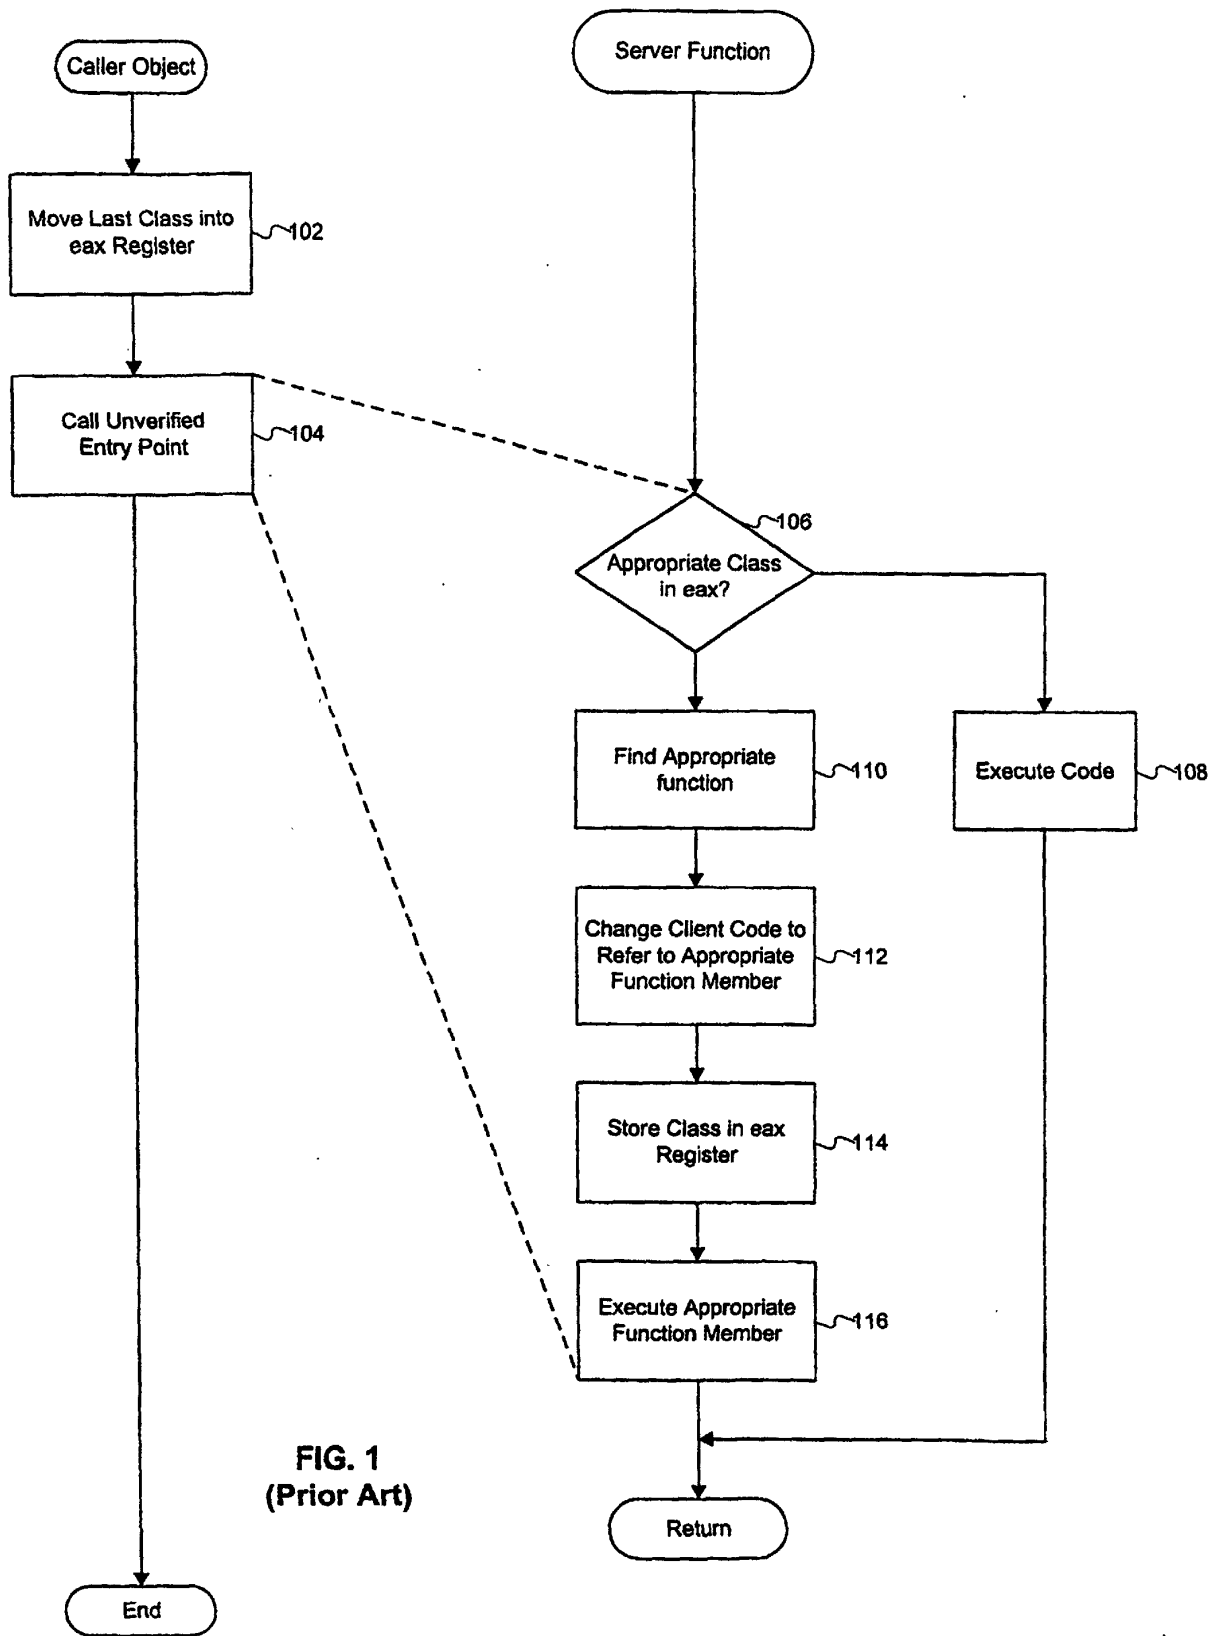 Caller Object
Move Last Class into
eax Register
102
Call Unverified
Entry Point
104
End
Server Function
106
Appropriate Class
in eax?
Find Appropriate
function
110
Execute Code
108
Change Client Code to
Refer to Appropriate
Function Member
112
Store Class in eax
Register
114
Execute Appropriate
Function Member
116
Return
FIG. 1
(Prior Art)